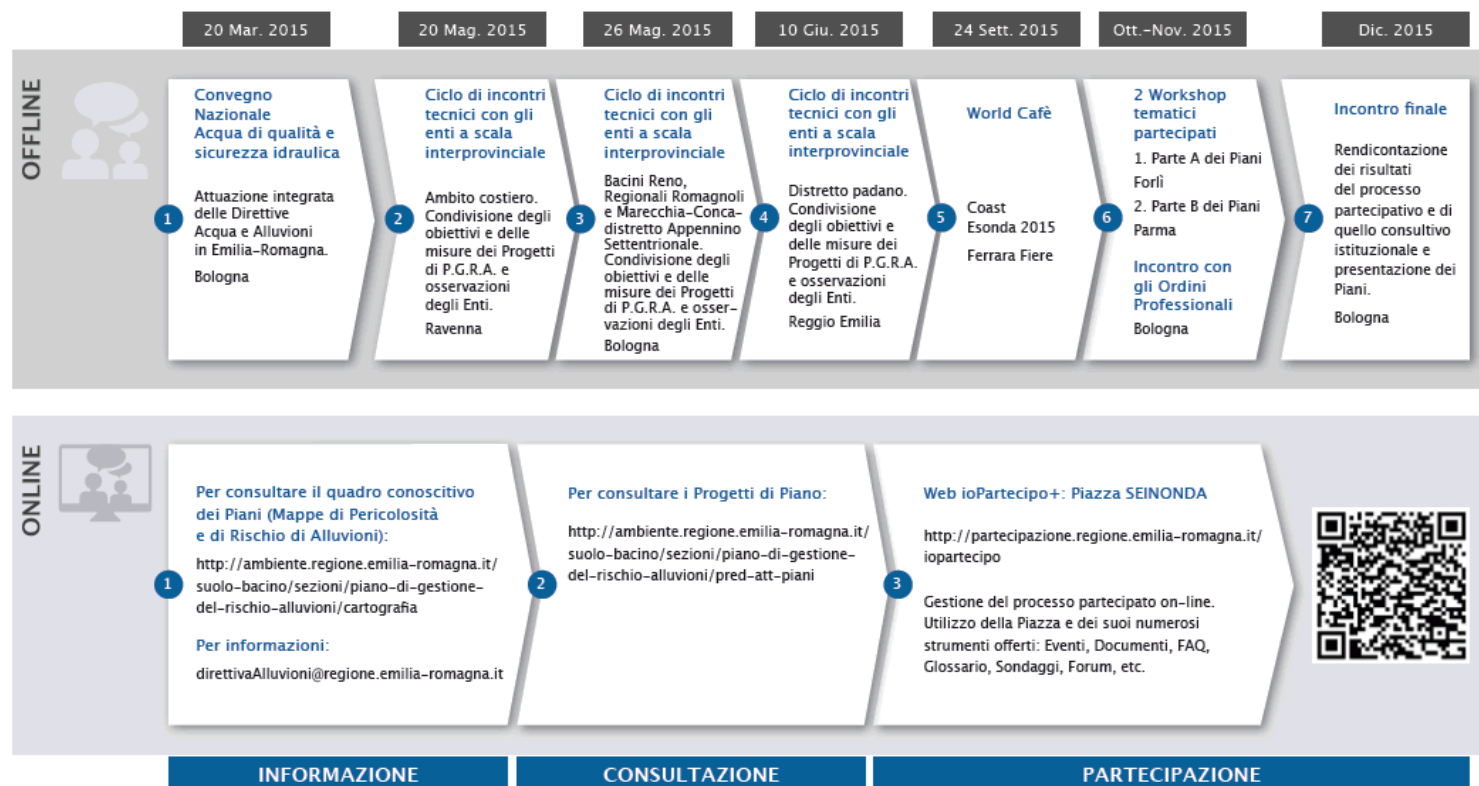 20 Mar. 2015
20 Mag. 2015
26 Mag. 2015
10 Giu. 2015
24 Sett. 2015
Ott.-Nov. 2015
Dic. 2015
OFFLINE
1
Convegno
Nazionale
Acqua di qualità e
sicurezza idraulica
Attuazione integrata
delle Direttive
Acqua e Alluvioni
in Emilia-Romagna.
Bologna
2
Ciclo di incontri
tecnici con gli
enti a scala
interprovinciale
Ambito costiero.
Condivisione degli
obiettivi e delle
misure dei Progetti
di P.G.R.A. e
osservazioni
degli Enti.
Ravenna
3
Ciclo di incontri
tecnici con gli
enti a scala
interprovinciale
Bacini Reno,
Regionali Romagnoli
e Marecchia-Conca-
distretto Appennino
Settentrionale.
Condivisione degli
obiettivi e delle
misure dei Progetti
di P.G.R.A. e osser-
vazioni degli Enti.
Bologna
4
Ciclo di incontri
tecnici con gli
enti a scala
interprovinciale
Distretto padano.
Condivisione
degli obiettivi e
delle misure dei
Progetti di P.G.R.A.
e osservazioni
degli Enti.
Reggio Emilia
5
World Cafè
Coast
Esonda 2015
Ferrara Fiere
6
2 Workshop
tematici
partecipati
1. Parte A dei Piani
Forlì
2. Parte B dei Piani
Parma
Incontro con
gli Ordini
Professionali
Bologna
7
Incontro finale
Rendicontazione
dei risultati
del processo
partecipativo e di
quello consultivo
istituzionale e
presentazione dei
Piani.
Bologna
ONLINE
1
Per consultare il quadro conoscitivo
dei Piani (Mappe di Pericolosità
e di Rischio di Alluvioni):
http://ambiente.regione.emilia-romagna.it/
suolo-bacino/sezioni/piano-di-gestione-
del-rischio-alluvioni/cartografia
Per informazioni:
direttivaAlluvioni@regione.emilia-romagna.it
2
Per consultare i Progetti di Piano:
http://ambiente.regione.emilia-romagna.it/
suolo-bacino/sezioni/piano-di-gestione-
del-rischio-alluvioni/pred-att-piani
3
Web ioPartecipo+: Piazza SEINONDA
http://partecipazione.regione.emilia-romagna.it/
iopartecipo
Gestione del processo partecipato on-line.
Utilizzo della Piazza e dei suoi numerosi
strumenti offerti: Eventi, Documenti, FAQ,
Glossario, Sondaggi, Forum, etc.
INFORMAZIONE
CONSULTAZIONE
PARTECIPAZIONE